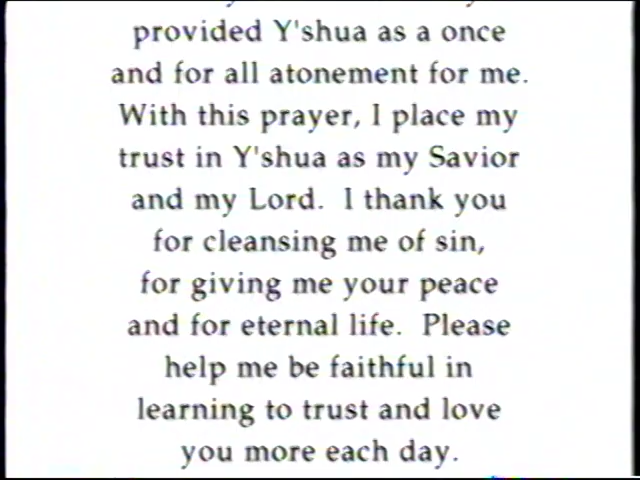 provided Y'shua as a once
and for all atonement for me.
With this prayer, I place my
trust in Y'shua as my Savior
and my Lord.  I thank you
for cleansing me of sin,
for giving me your peace
and for eternal life.  Please
help me be faithful in
learning to trust and love
you more each day.